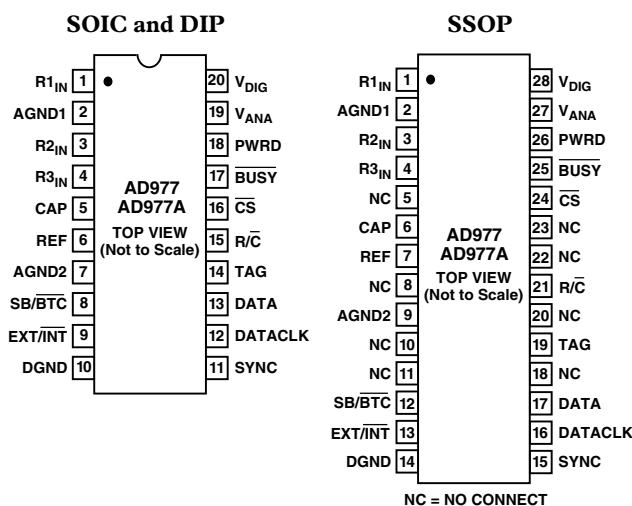 SOIC and DIP
R1IN 1
AGND1 2
R2IN 3
R3IN 4
CAP 5
REF 6
AGND2 7
SB/BTC 8
EXT/INT 9
DGND 10
AD977
AD977A
TOP VIEW
(Not to Scale)
20 VDIG
19 VANA
18 PWRD
17 BUSY
16 CS
15 R/C
14 TAG
13 DATA
12 DATACLK
11 SYNC
SSOP
R1IN 1
AGND1 2
R2IN 3
R3IN 4
NC 5
CAP 6
REF 7
NC 8
AGND2 9
NC 10
NC 11
SB/BTC 12
EXT/INT 13
DGND 14
AD977
AD977A
TOP VIEW
(Not to Scale)
28 VDIG
27 VANA
26 PWRD
25 BUSY
24 CS
23 NC
22 NC
21 R/C
20 NC
19 TAG
18 NC
17 DATA
16 DATACLK
15 SYNC
NC = NO CONNECT